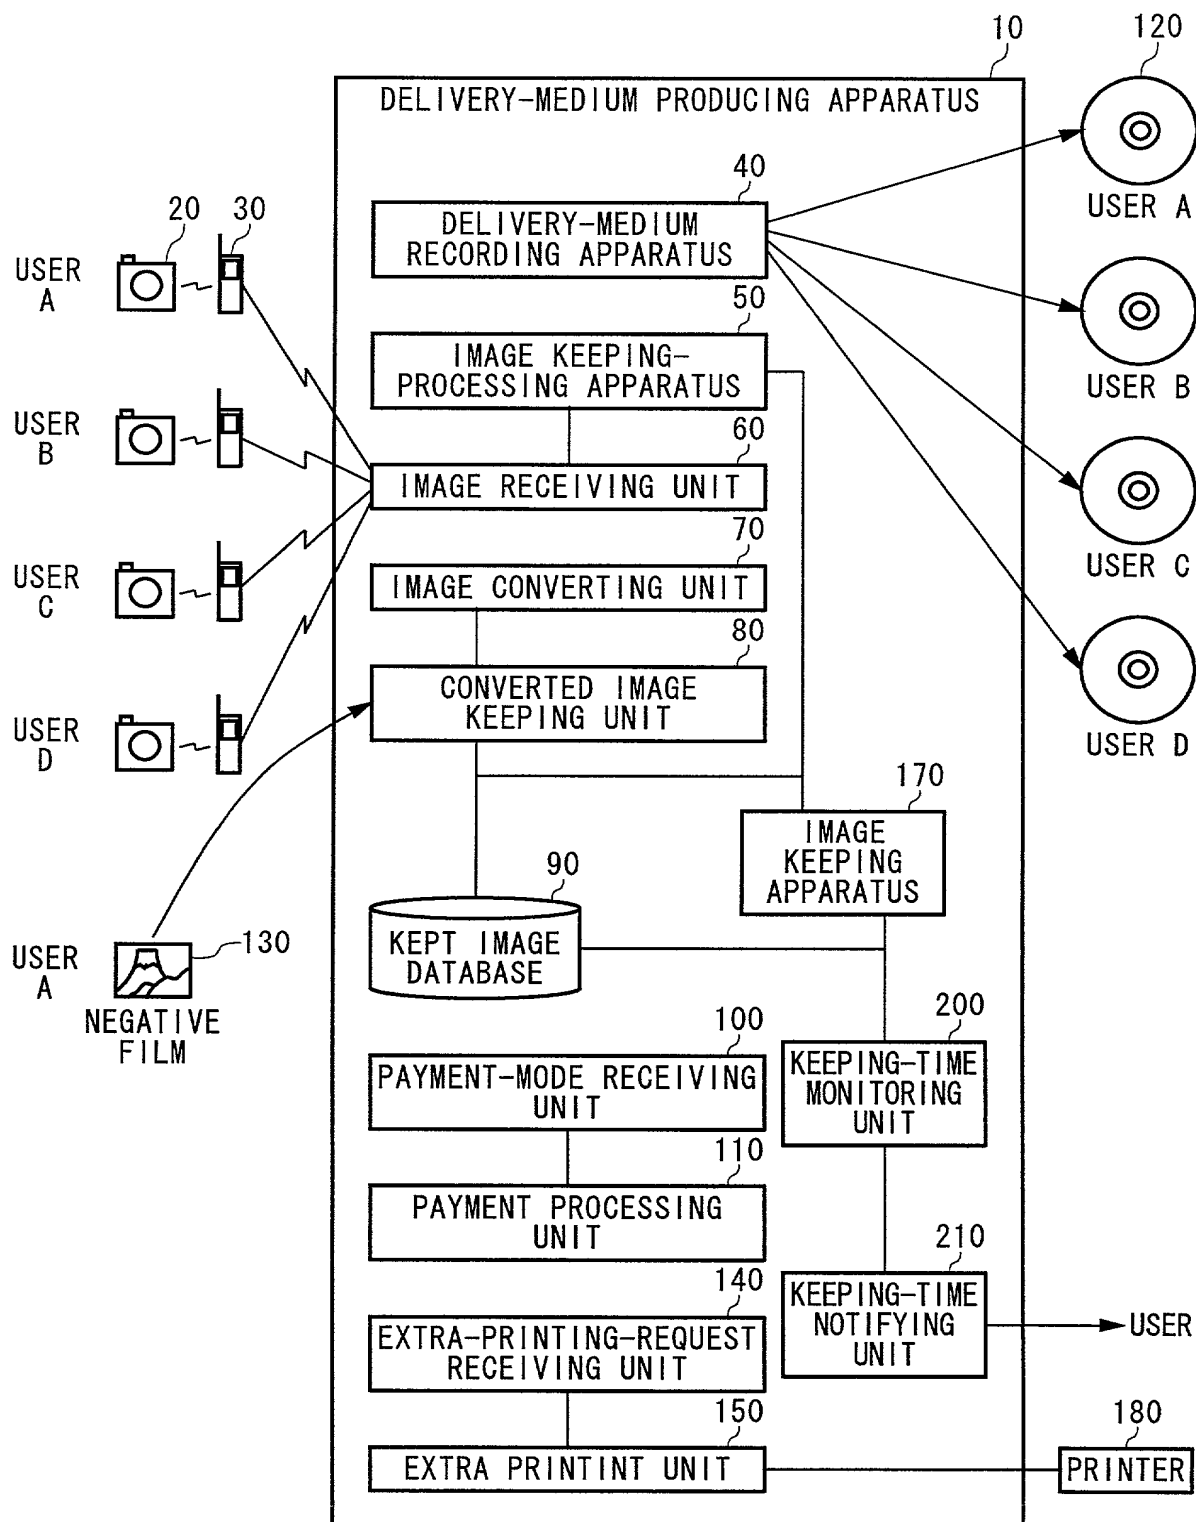 10
120
DELIVERY-MEDIUM PRODUCING APPARATUS
40
DELIVERY-MEDIUM
RECORDING APPARATUS
USER A
20
30
USER
A
50
IMAGE KEEPING-
PROCESSING APPARATUS
USER B
USER
B
60
IMAGE RECEIVING UNIT
70
IMAGE CONVERTING UNIT
USER C
USER
C
80
CONVERTED IMAGE
KEEPING UNIT
USER D
USER
D
170
IMAGE
KEEPING
APPARATUS
90
KEPT IMAGE
DATABASE
USER
A
130
NEGATIVE
FILM
100
PAYMENT-MODE RECEIVING
UNIT
200
KEEPING-TIME
MONITORING
UNIT
110
PAYMENT PROCESSING
UNIT
210
KEEPING-TIME
NOTIFYING
UNIT
USER
140
EXTRA-PRINTING-REQUEST
RECEIVING UNIT
150
EXTRA PRINTINT UNIT
180
PRINTER